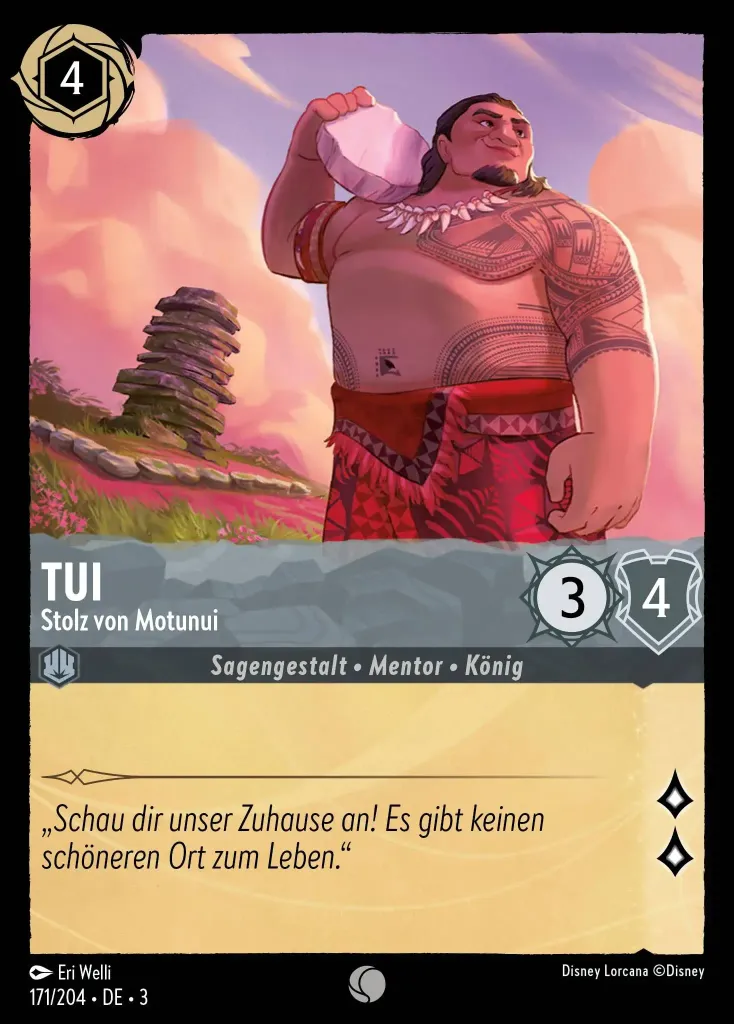 4
TUI
Stolz von Motunui
3
4
Sagengestalt • Mentor • König
„Schau dir unser Zuhause an! Es gibt keinen
schöneren Ort zum Leben.“
Eri Welli
171/204 • DE • 3
Disney Lorcana ©Disney